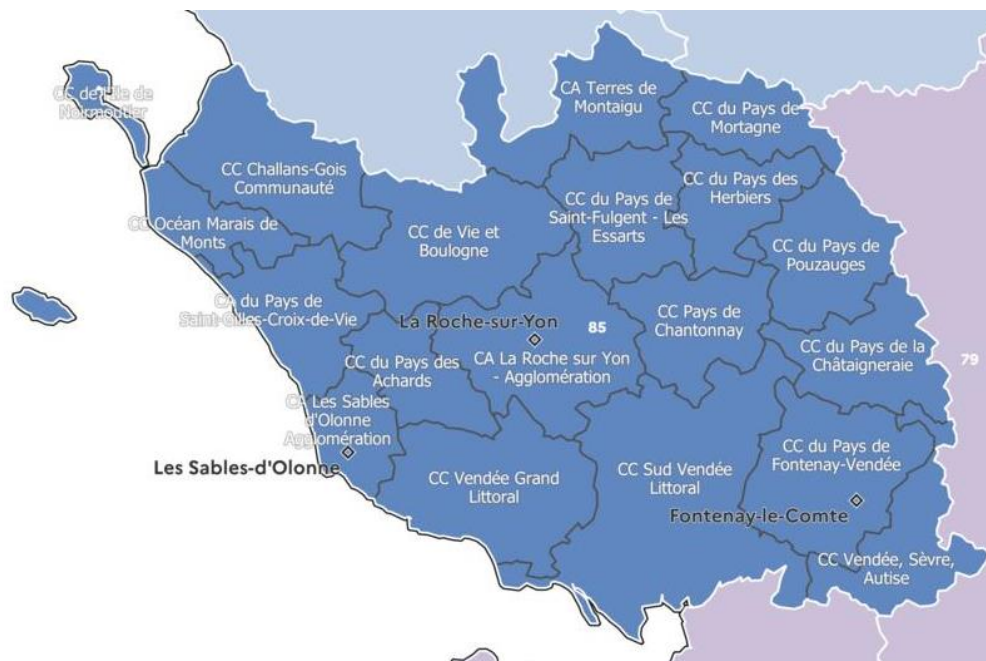 CC de l'Île de
Noirmoutier
CA Terres de
Montaigu
CC du Pays de
Mortagne
CC Challans-Gois
Communauté
CC du Pays de
Saint-Fulgent - Les
Essarts
CC du Pays des
Herbiers
CC Océan Marais de
Monts
CC de Vie et
Boulogne
CC du Pays de
Pouzauges
CA du Pays de
Saint-Gilles-Croix-de-Vie
La Roche-sur-Yon
85
CC Pays de
Chantonnay
CC du Pays des
Achards
CA La Roche sur Yon
- Agglomération
CC du Pays de la
Châtaigneraie
79
CA Les Sables
d'Olonne
Agglomération
Les Sables-d'Olonne
CC Vendée Grand
Littoral
CC Sud Vendée
Littoral
CC du Pays de
Fontenay-Vendée
Fontenay-le-Comte
CC Vendée, Sèvre,
Autise